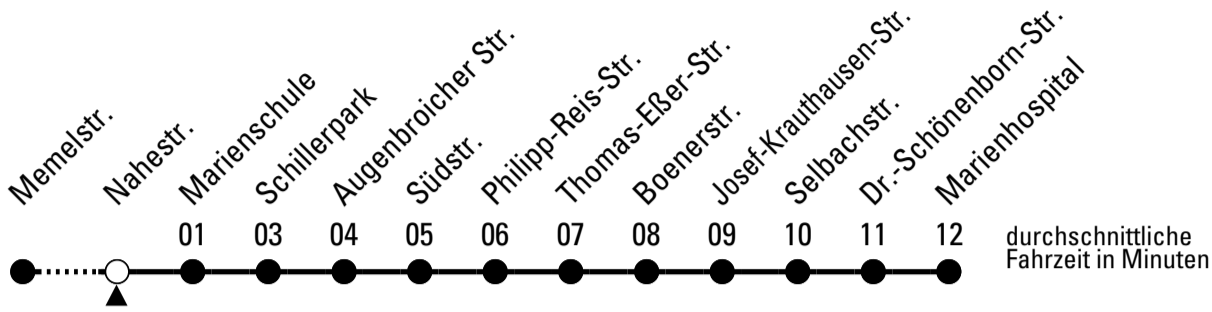 Memelstr.
Nahestr.
Marienschule
Schillerpark
Augenbroicher Str.
Südstr.
Philipp-Reis-Str.
Thomas-Eßer-Str.
Boenerstr.
Josef-Krauthausen-Str.
Selbachstr.
Dr.-Schönenborn-Str.
Marienhospital
01 03 04 05 06 07 08 09 10 11 12
durchschnittliche
Fahrzeit in Minuten